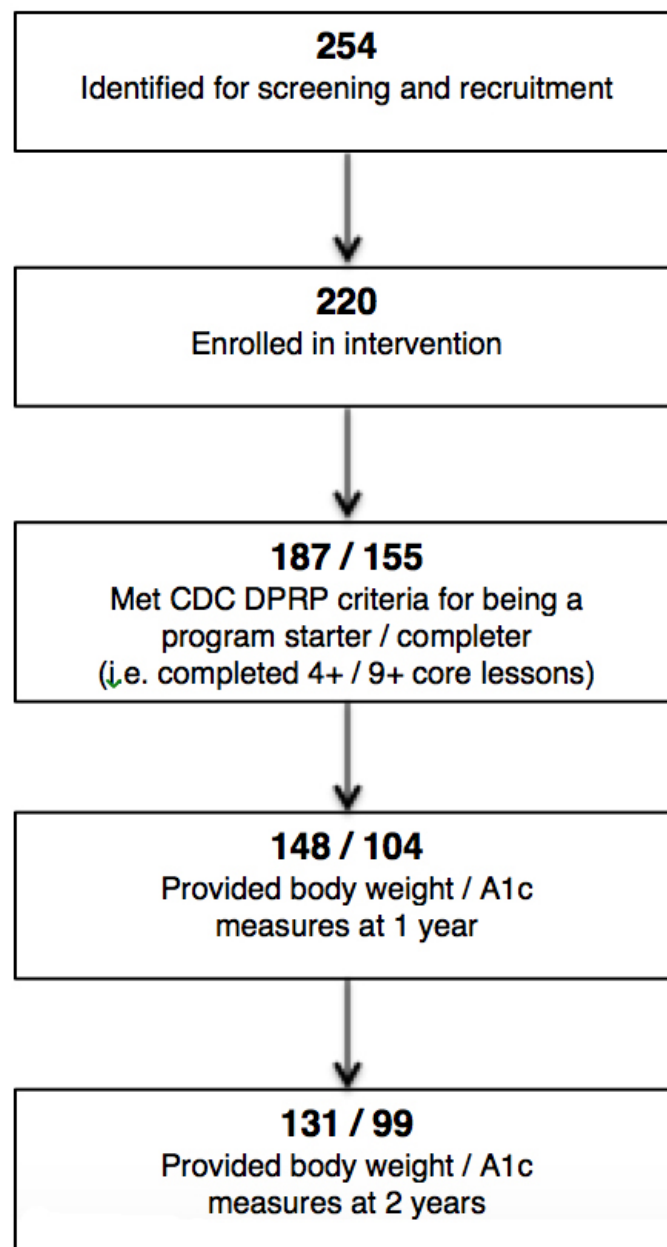 254
Identified for screening and recruitment
220
Enrolled in intervention
187 / 155
Met CDC DPRP criteria for being a
program starter / completer
(i.e. completed 4+ / 9+ core lessons)
148 / 104
Provided body weight / A1c
measures at 1 year
131 / 99
Provided body weight / A1c
measures at 2 years